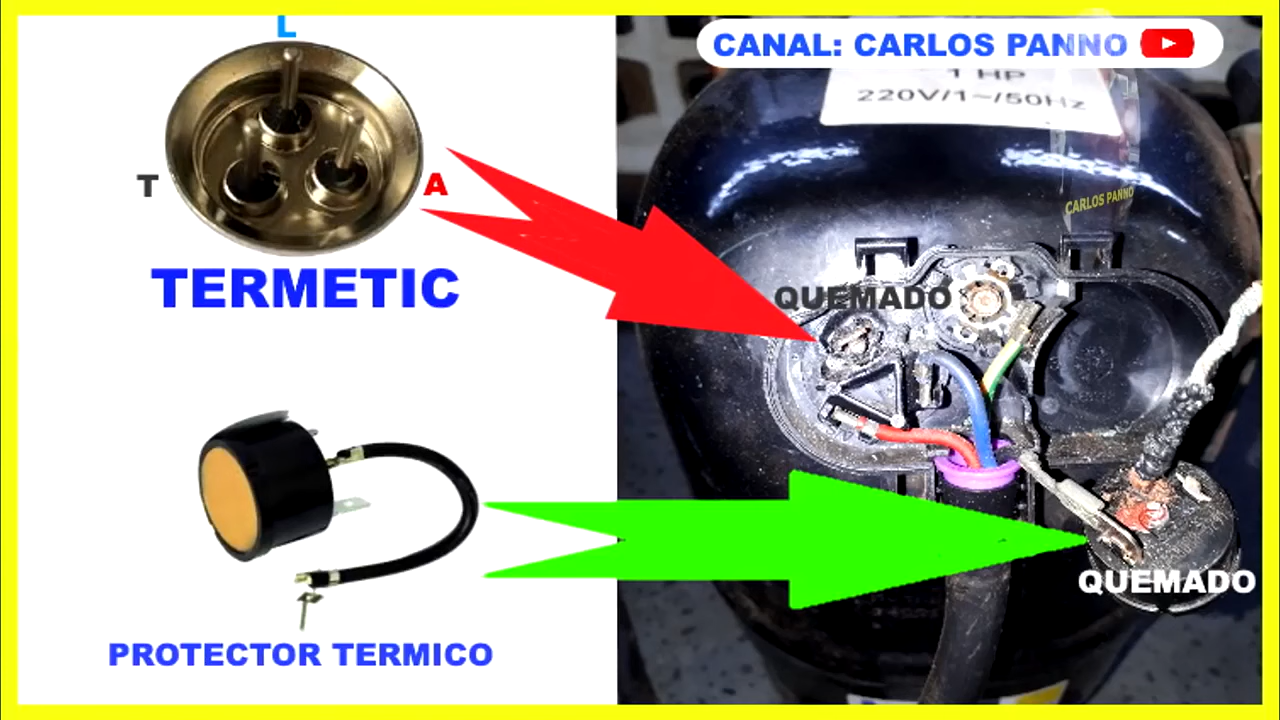 L
T
A
TERMETIC
PROTECTOR TERMICO
CANAL: CARLOS PANNO
1 HP
220V/1~/50Hz
CARLOS PANNO
QUEMADO
QUEMADO